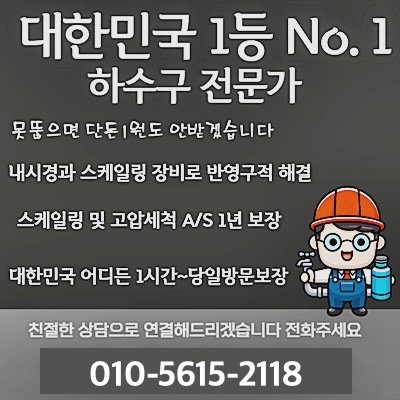 대한민국 1등 No. 1
하수구 전문가
못뚫으면 단돈1원도 안받겠습니다
내시경과 스케일링 장비로 반영구적 해결
스케일링 및 고압세척 A/S 1년 보장
대한민국 어디든 1시간~당일방문보장
친절한 상담으로 연결해드리겠습니다 전화주세요
010-5615-2118